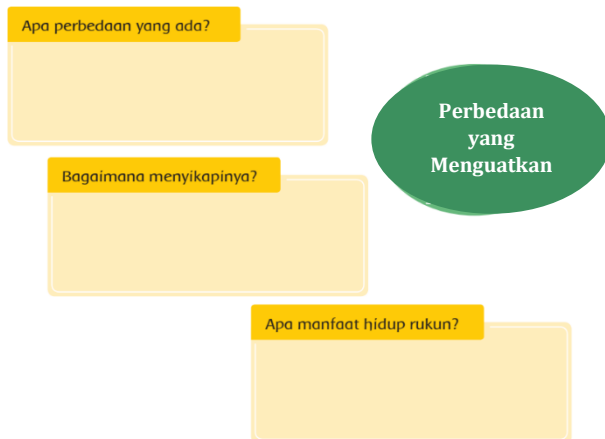 Apa perbedaan yang ada?
Perbedaan
yang
Menguatkan
Bagaimana menyikapinya?
Apa manfaat hidup rukun?